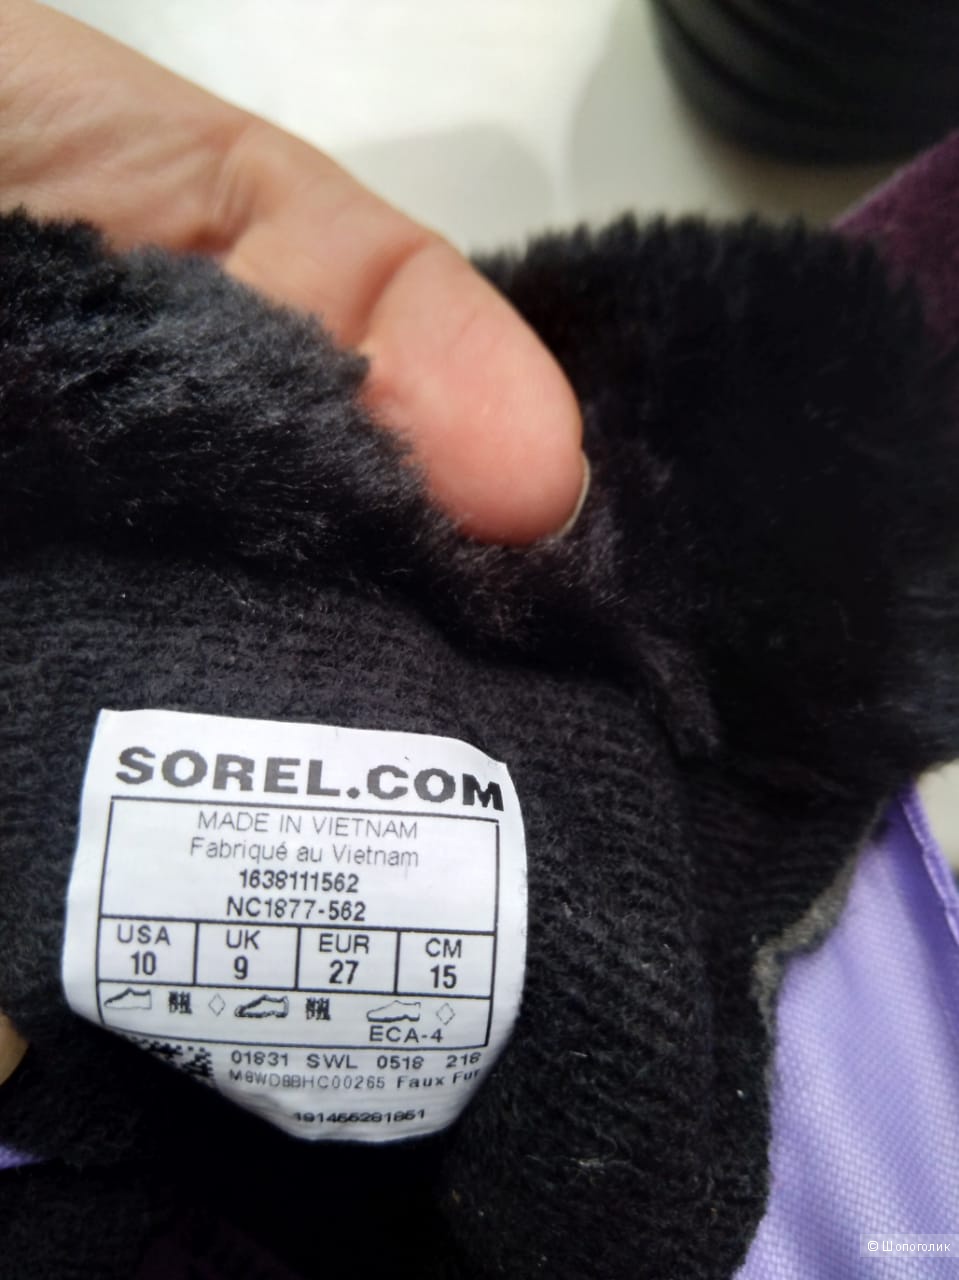 SOREL.COM
MADE IN VIETNAM
Fabriqué au Vietnam
1638111562
NC1877-562
USA UK EUR CM
10 9 27 15
ECA-4
01831 SWL 0518 218
M8WD8BHC00265 Faux Fur
191455281851
© Шопоголик